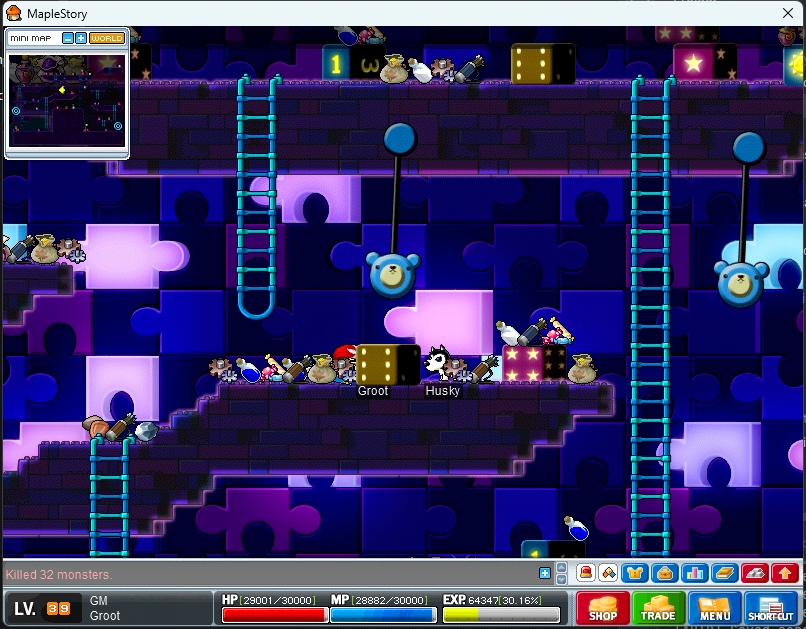 MapleStory
MINI MAP
WORLD
1
Groot
Husky
Killed 32 monsters.
LV. 39
GM
Groot
HP[29001/30000]
MP[28882/30000]
EXP. 64347[30.16%]
SHOP
TRADE
MENU
SHORT CUT